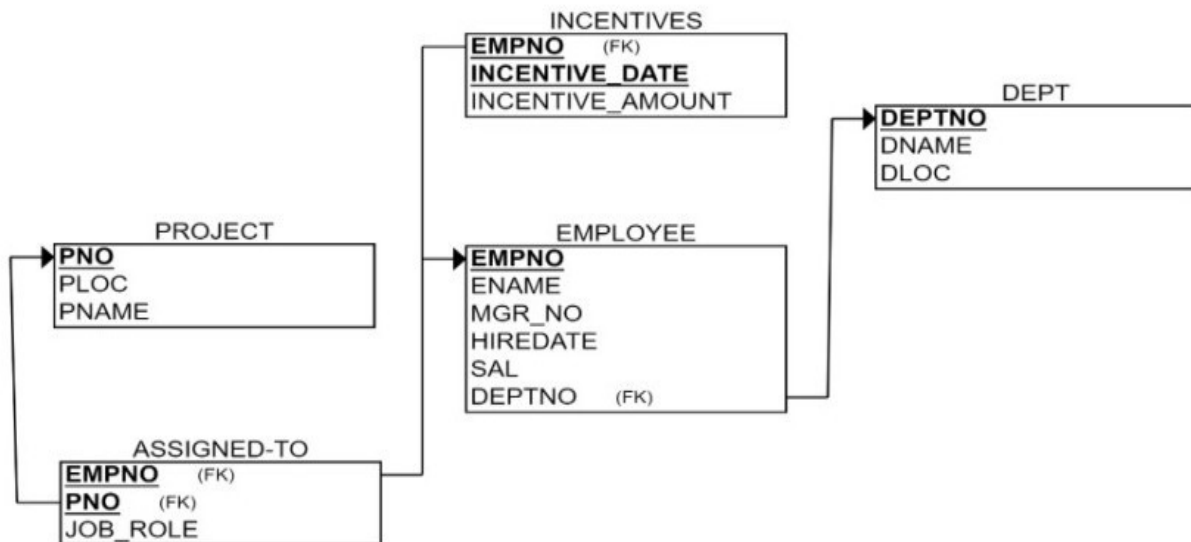 INCENTIVES
EMPNO (FK)
INCENTIVE_DATE
INCENTIVE_AMOUNT
DEPT
DEPTNO
DNAME
DLOC
PROJECT
PNO
PLOC
PNAME
EMPLOYEE
EMPNO
ENAME
MGR_NO
HIREDATE
SAL
DEPTNO (FK)
ASSIGNED-TO
EMPNO (FK)
PNO (FK)
JOB_ROLE